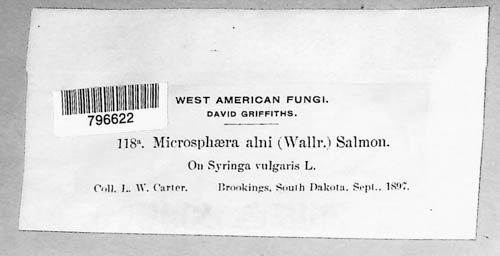 WEST AMERICAN FUNGI.
DAVID GRIFFITHS.
796622
118ª. Microsphæra alni (Wallr.) Salmon.
On Syringa vulgaris L.
Coll. L. W. Carter. Brookings, South Dakota, Sept., 1897.